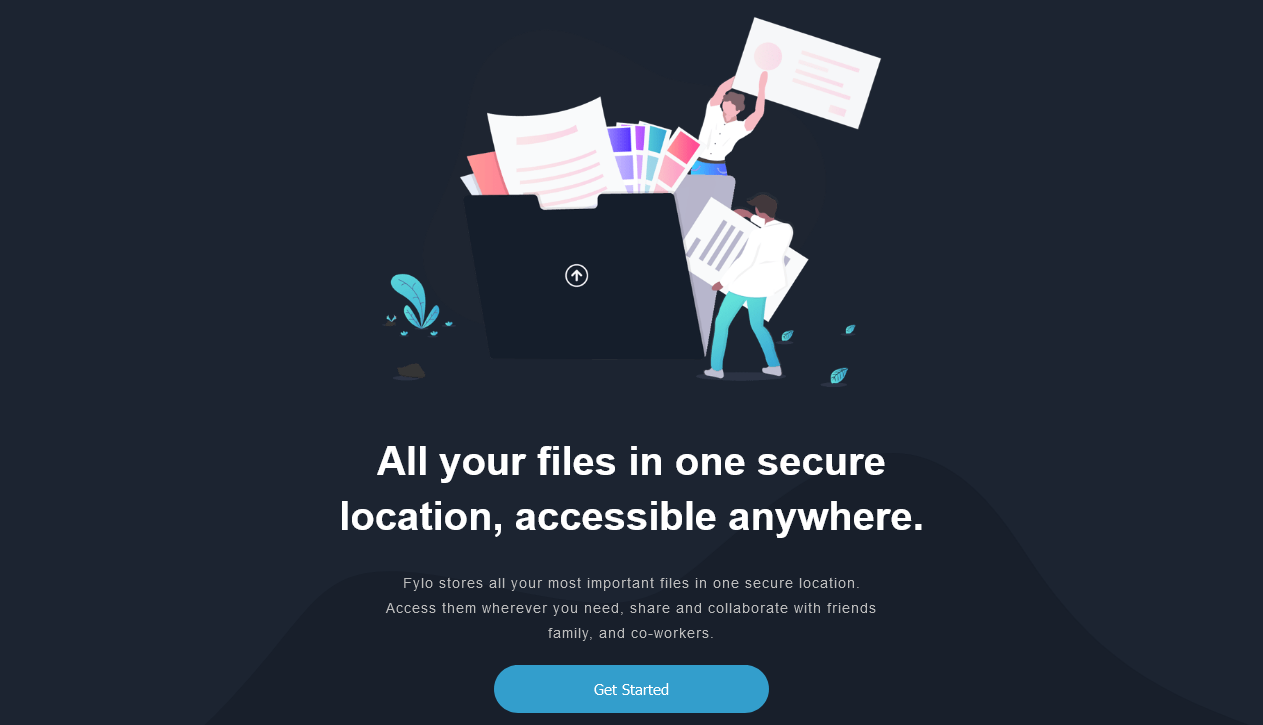 All your files in one secure
location, accessible anywhere.
Fylo stores all your most important files in one secure location.
Access them wherever you need, share and collaborate with friends
family, and co-workers.
Get Started